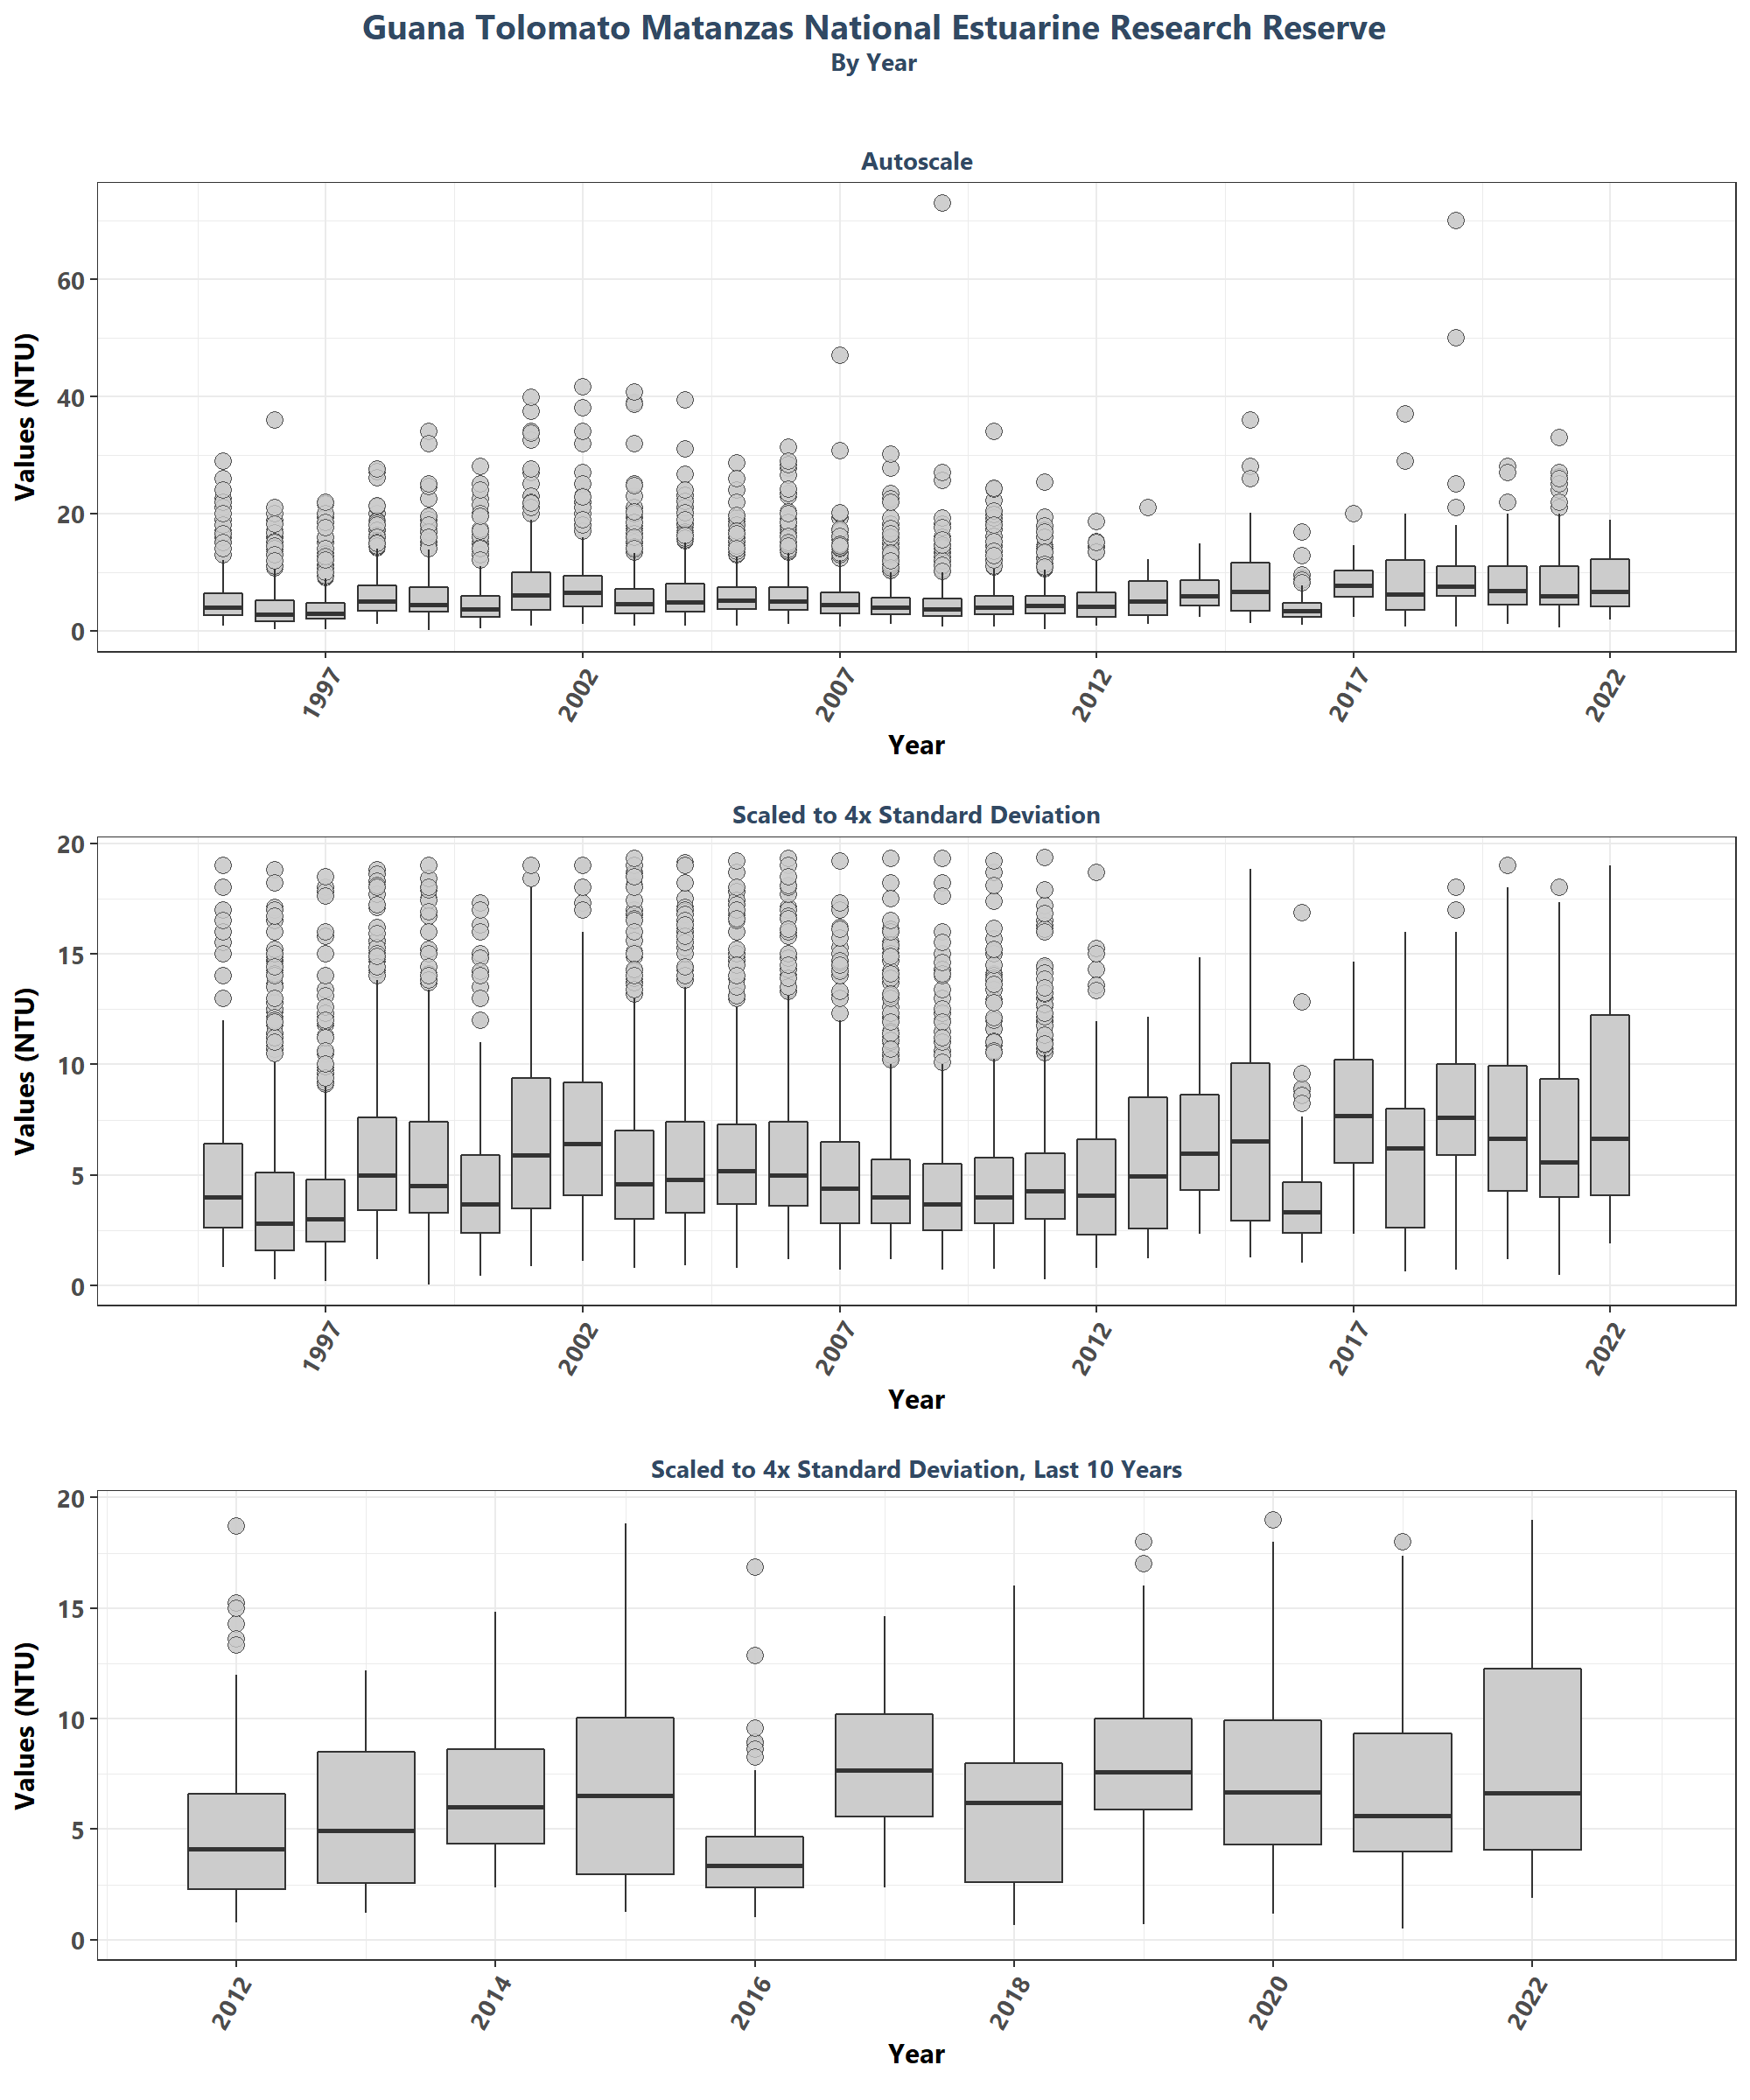 Guana Tolomato Matanzas National Estuarine Research Reserve
By Year
Autoscale
Values (NTU)
60
40
20
0
1997 2002 2007 2012 2017 2022
Year
Scaled to 4x Standard Deviation
Values (NTU)
20
15
10
5
0
1997 2002 2007 2012 2017 2022
Year
Scaled to 4x Standard Deviation, Last 10 Years
Values (NTU)
20
15
10
5
0
2012 2014 2016 2018 2020 2022
Year